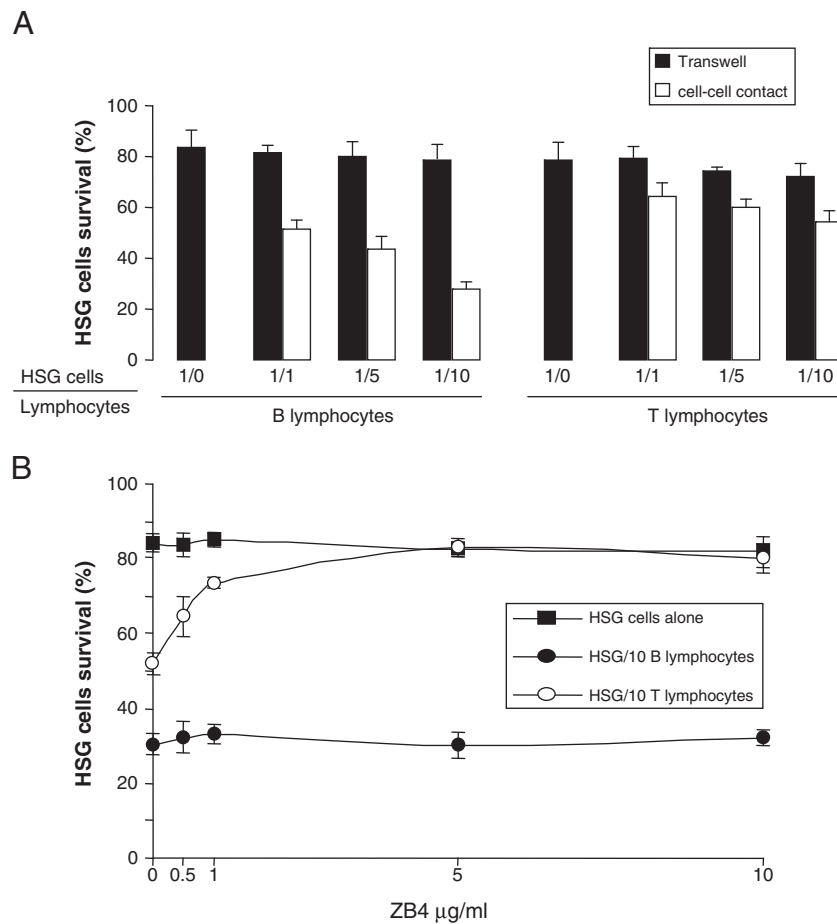 A
Transwell
cell-cell contact
HSG cells survival (%)
100
80
60
40
20
0
HSG cells 1/0 1/1 1/5 1/10 1/0 1/1 1/5 1/10
Lymphocytes B lymphocytes T lymphocytes
B
HSG cells survival (%)
100
80
60
40
20
0
HSG cells alone
HSG/10 B lymphocytes
HSG/10 T lymphocytes
0 0.5 1 5 10
ZB4 µg/ml